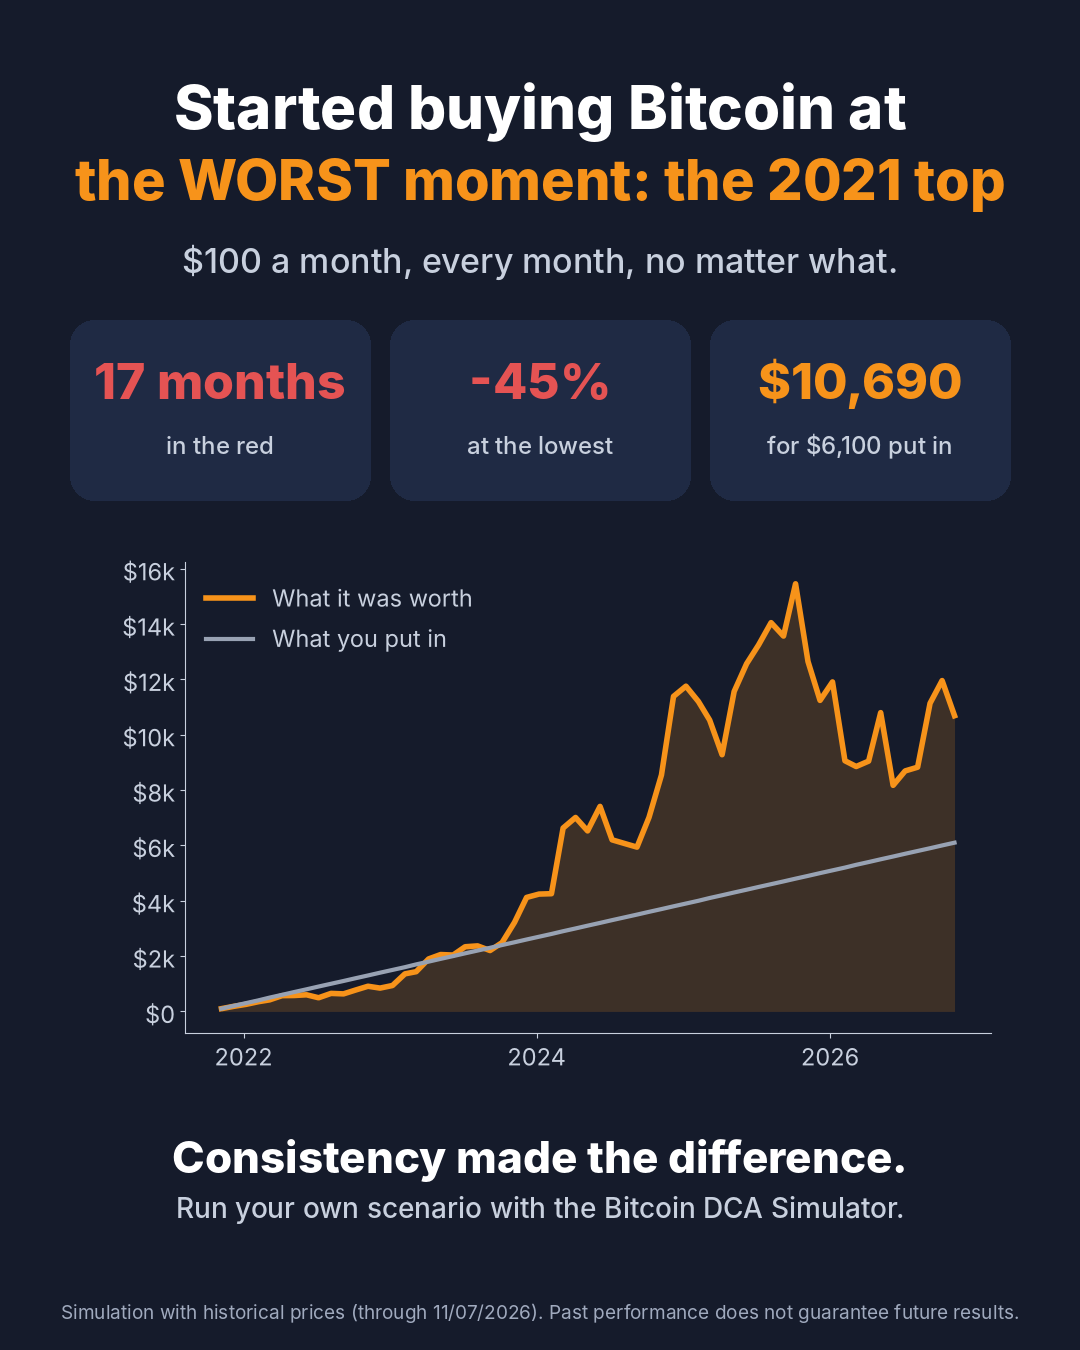 Started buying Bitcoin at
the WORST moment: the 2021 top
$100 a month, every month, no matter what.
17 months
in the red
-45%
at the lowest
$10,690
for $6,100 put in
$16k
$14k
$12k
$10k
$8k
$6k
$4k
$2k
$0
What it was worth
What you put in
2022
2024
2026
Consistency made the difference.
Run your own scenario with the Bitcoin DCA Simulator.
Simulation with historical prices (through 11/07/2026). Past performance does not guarantee future results.